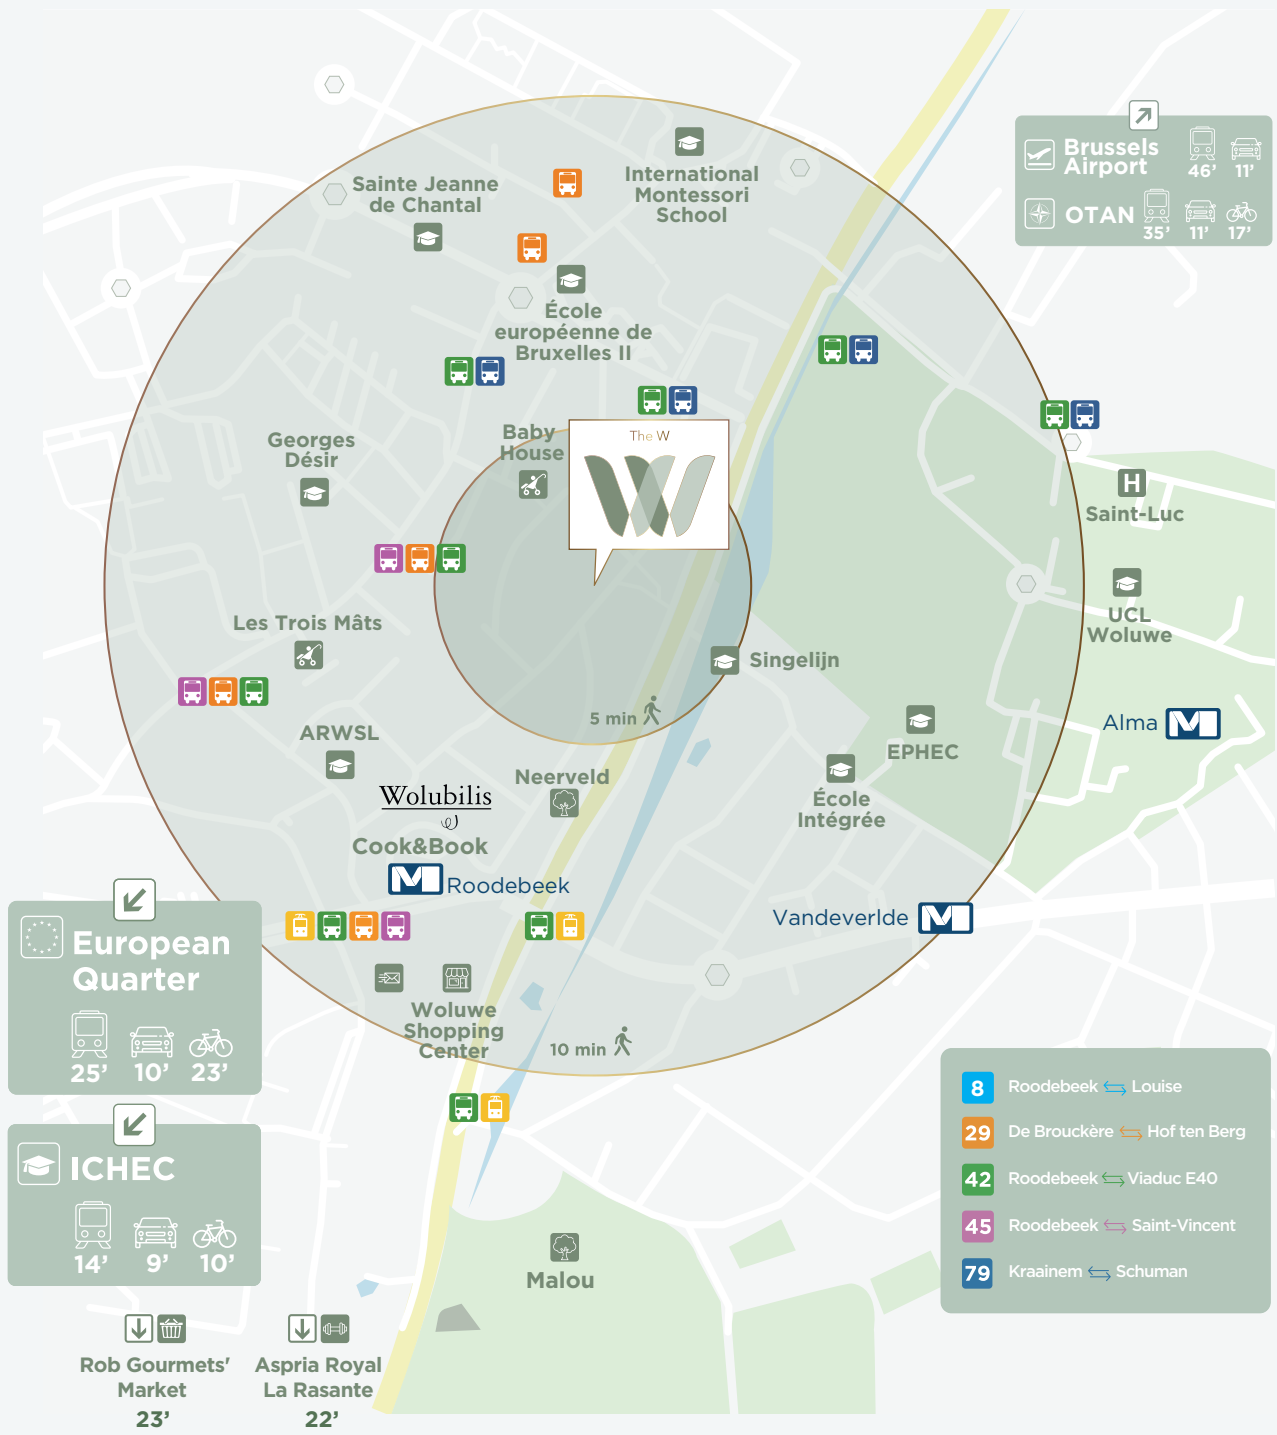 International
Montessori
School
Sainte Jeanne
de Chantal
Brussels
Airport
46’ 11’
OTAN
35’ 11’ 17’
École
européenne de
Bruxelles II
Baby
House
The W
Georges
Désir
H
Saint-Luc
UCL
Woluwe
Les Trois Mâts
Singelijn
5 min
ARWSL
Alma M
EPHEC
Neerveld
École
Intégrée
Wolubilis
Cook&Book
M Roodebeek
Vandeverlde M
European
Quarter
25’ 10’ 23’
Woluwe
Shopping
Center
10 min
ICHEC
14’ 9’ 10’
8 Roodebeek Louise
29 De Brouckère Hof ten Berg
42 Roodebeek Viaduc E40
45 Roodebeek Saint-Vincent
79 Kraainem Schuman
Malou
Rob Gourmets'
Market
23’
Aspria Royal
La Rasante
22’